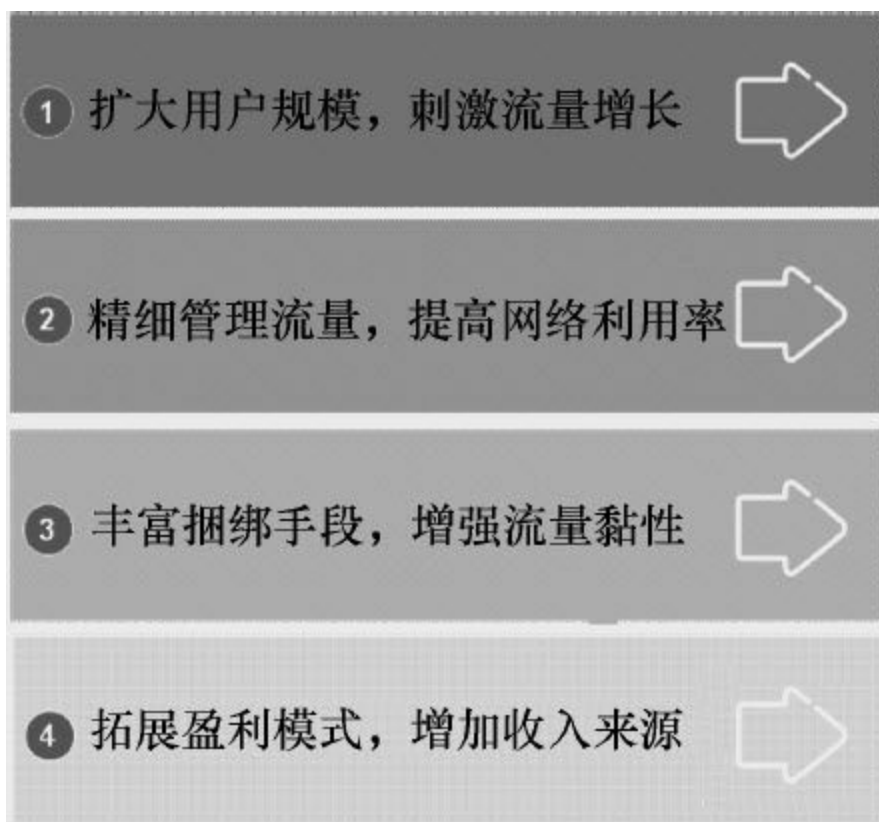 1 扩大用户规模，刺激流量增长
2 精细管理流量，提高网络利用率
3 丰富捆绑手段，增强流量黏性
4 拓展盈利模式，增加收入来源